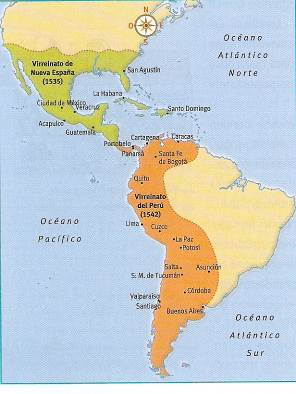 N
O
E
S
Océano
Atlántico
Norte
Virreinato de
Nueva España
(1535)
San Agustín
La Habana
Ciudad de México
Veracruz
Santo Domingo
Acapulco
Guatemala
Portobelo
Cartagena
Caracas
Panamá
Santa Fe
de Bogotá
Quito
Virreinato
del Perú
(1542)
Océano
Pacífico
Lima
Cuzco
La Paz
Potosí
Salta
Asunción
S. M. de Tucumán
Córdoba
Valparaíso
Santiago
Buenos Aires
Océano
Atlántico
Sur